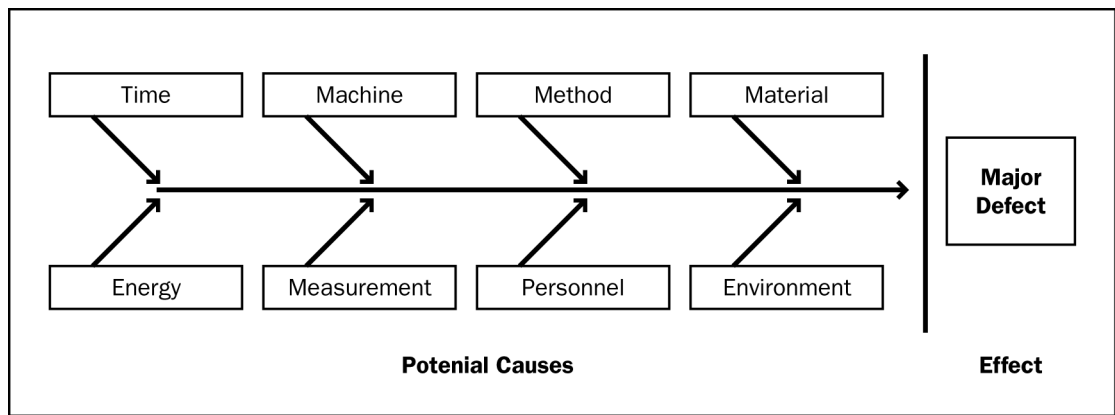 Time
Machine
Method
Material
Major
Defect
Energy
Measurement
Personnel
Environment
Potenial Causes
Effect